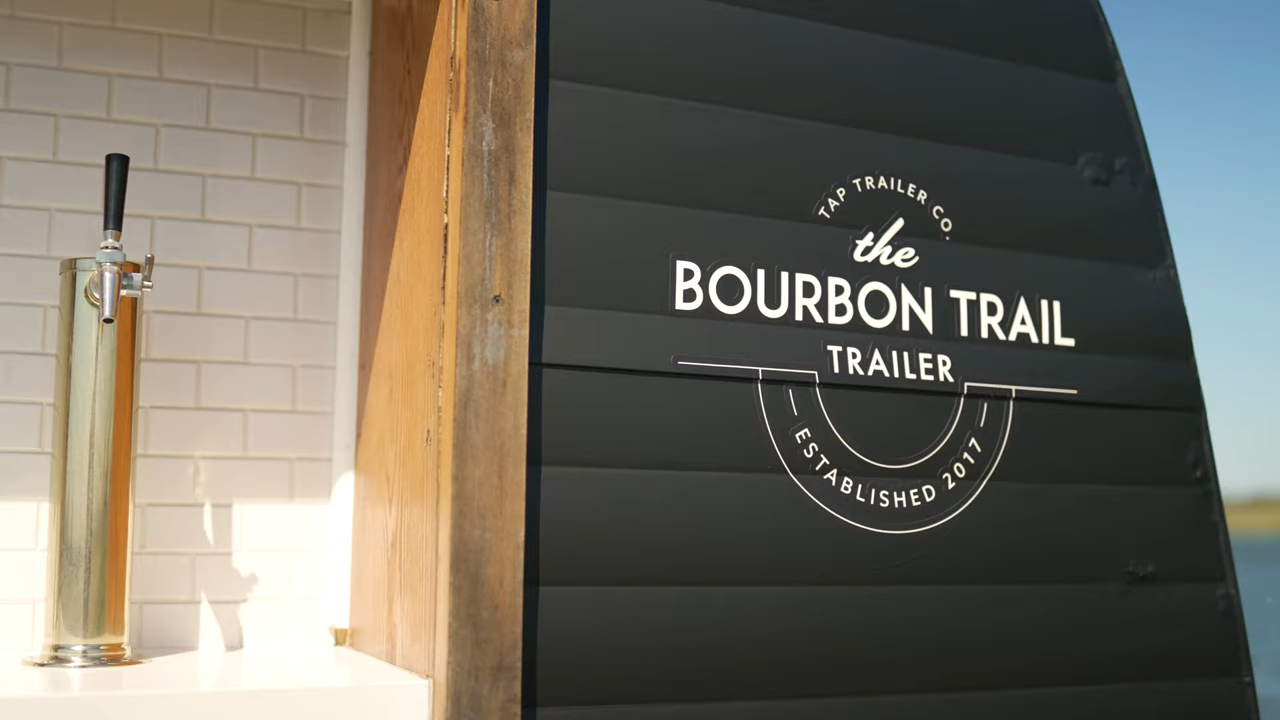 TAP TRAILER CO.
the
BOURBON TRAIL
TRAILER
ESTABLISHED 2017